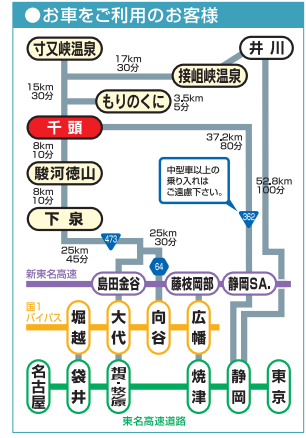 ●お車をご利用のお客様
寸又峡温泉
井川
17km
30分
接岨峡温泉
15km
30分
もりのくに
3.5km
5分
千頭
37.2km
80分
8km
10分
駿河徳山
中型車以上の
乗り入れは
ご遠慮下さい。
52.8km
100分
8km
10分
下泉
362
473
25km
30分
25km
45分
64
新東名高速
島田金谷
藤枝岡部
静岡SA.
国1
バイパス
堀越
大代
向谷
広幡
名古屋
袋井
相良・牧之原
焼津
静岡
東京
東名高速道路